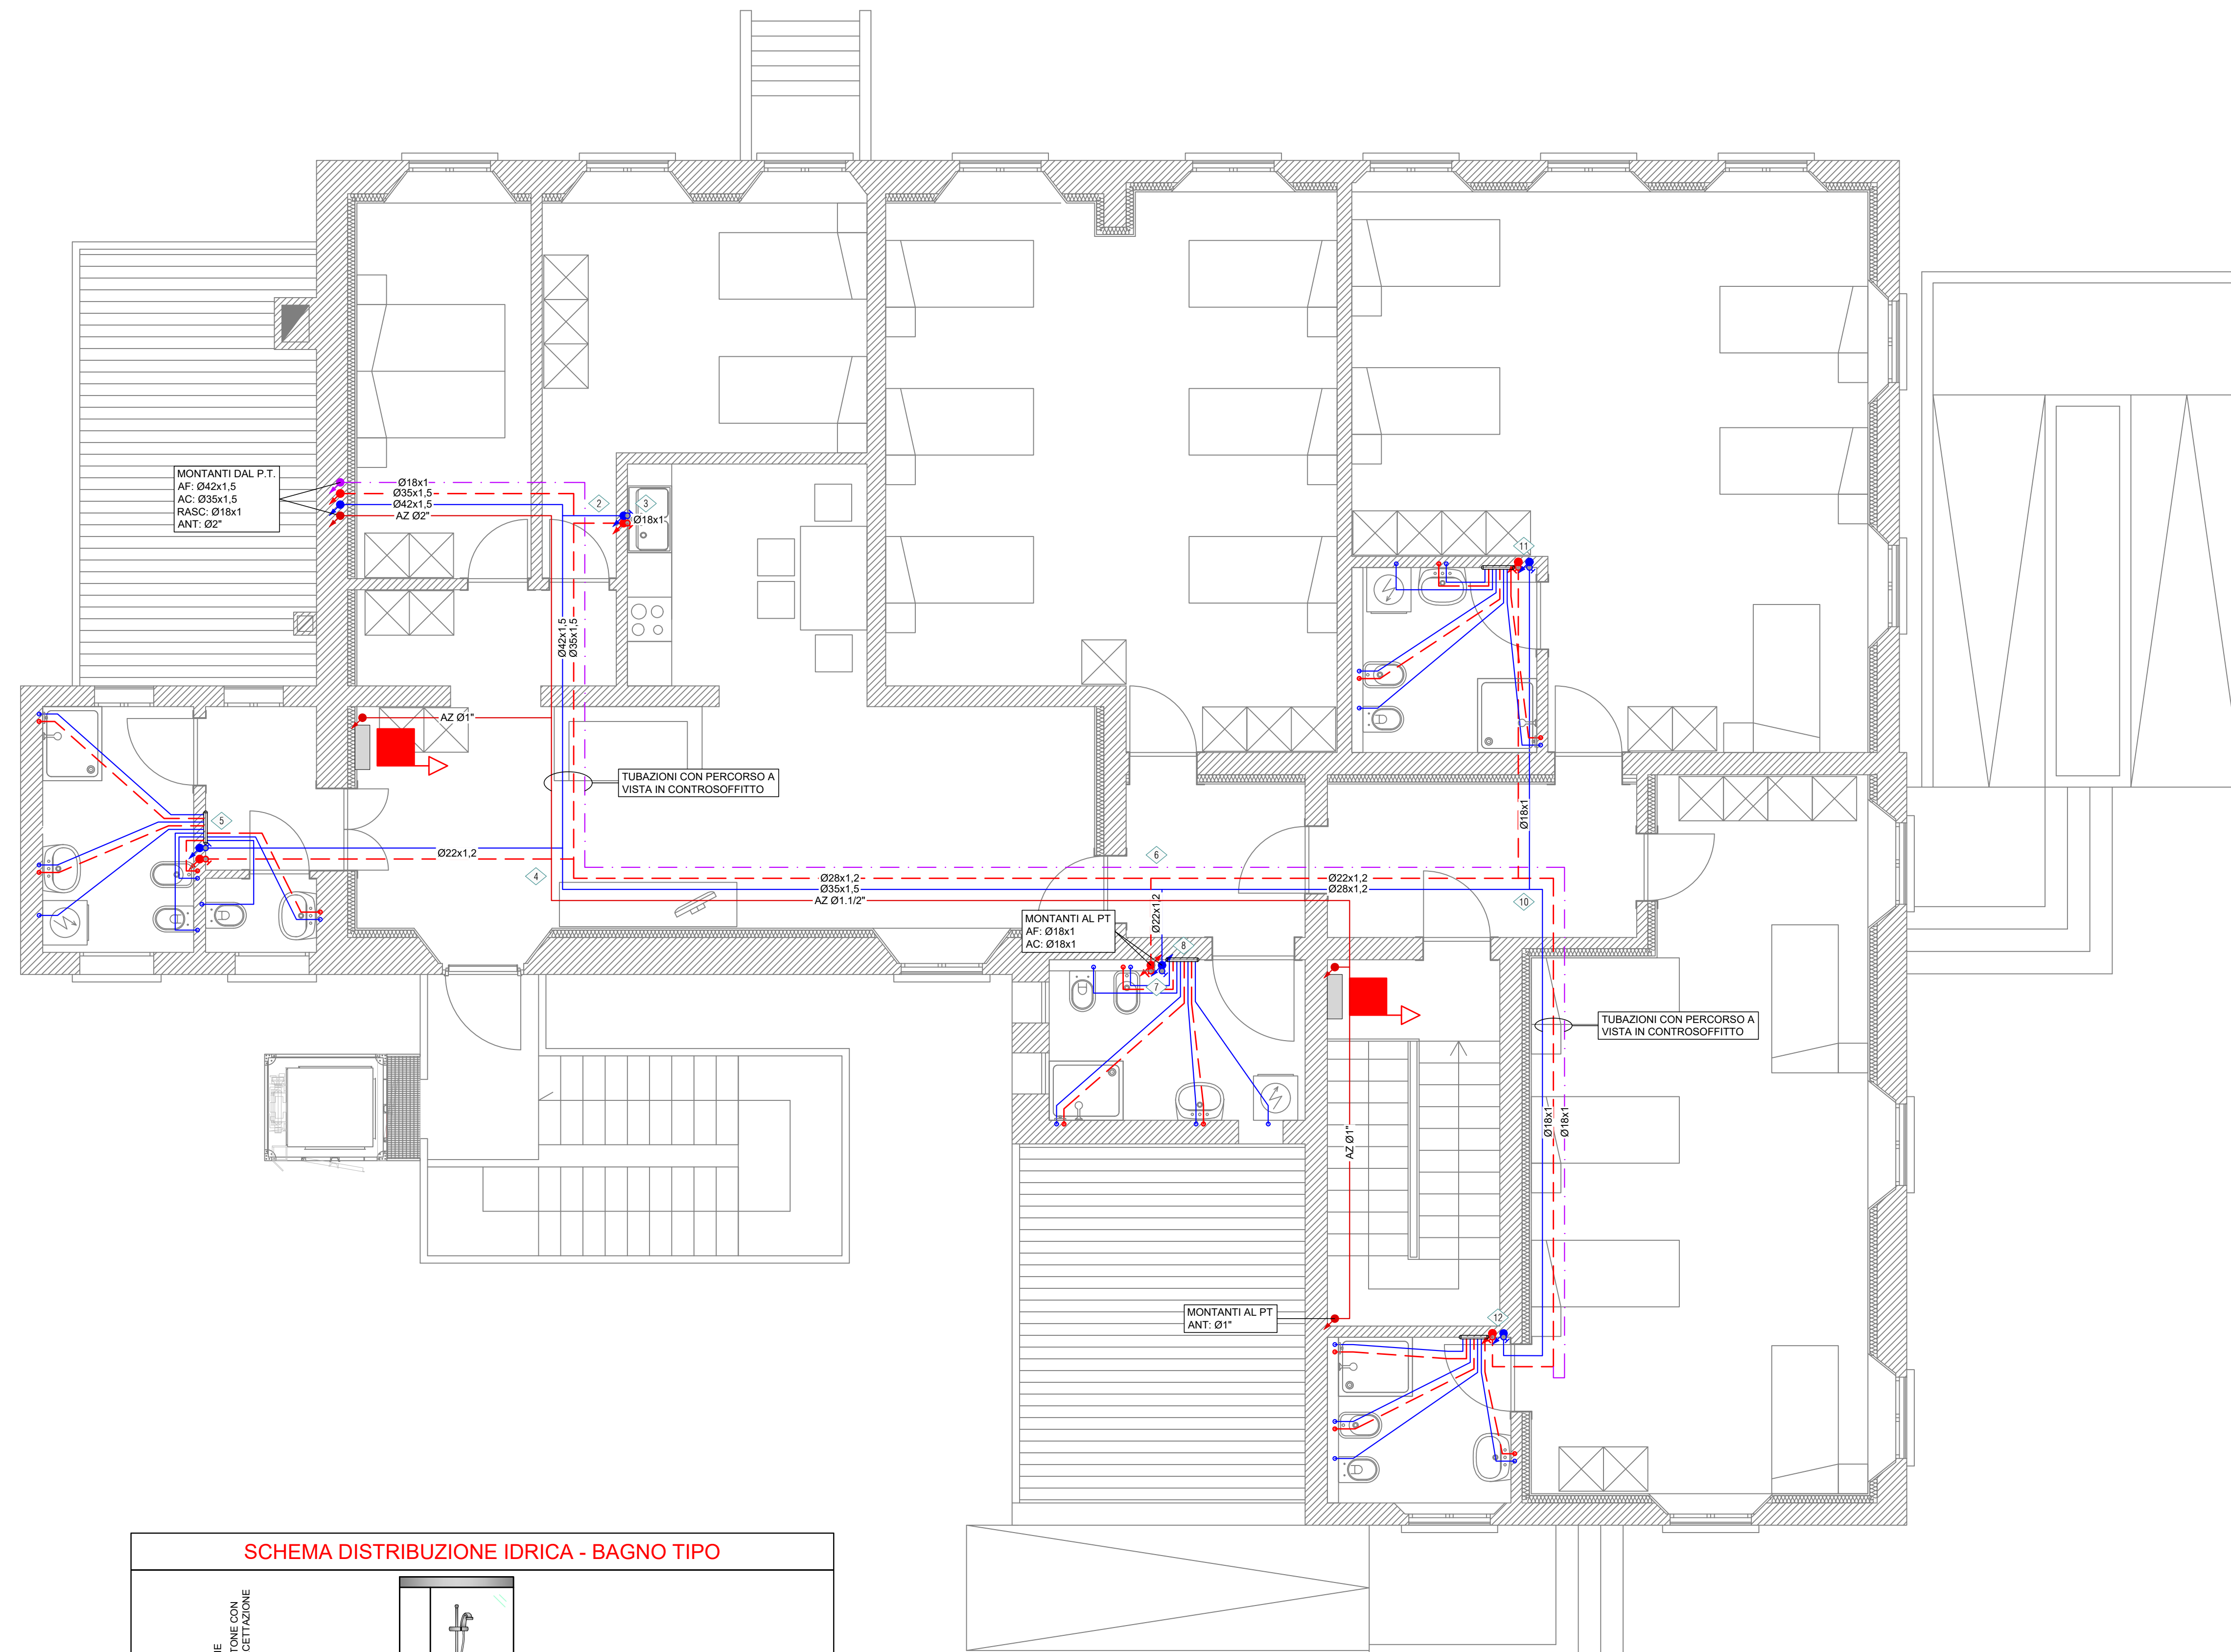 MONTANTI DAL P.T.
AF: Ø42x1,5
AC: Ø35x1,5
RASC: Ø18x1
ANT: Ø2"
Ø18x1
Ø35x1,5
Ø42x1,5
AZ Ø2"
2
3
Ø18x1
11
Ø42x1,5
Ø35x1,5
AZ Ø1"
TUBAZIONI CON PERCORSO A
VISTA IN CONTROSOFFITTO
5
Ø18x1
Ø22x1,2
6
4
Ø28x1,2
Ø35x1,5
AZ Ø1.1/2"
Ø22x1,2
Ø28x1,2
10
Ø22x1,2
MONTANTI AL PT
AF: Ø18x1
AC: Ø18x1
8
7
TUBAZIONI CON PERCORSO A
VISTA IN CONTROSOFFITTO
AZ Ø1"
Ø18x1
Ø18x1
MONTANTI AL PT
ANT: Ø1"
12
SCHEMA DISTRIBUZIONE IDRICA - BAGNO TIPO
TONE CON
CETTAZIONE